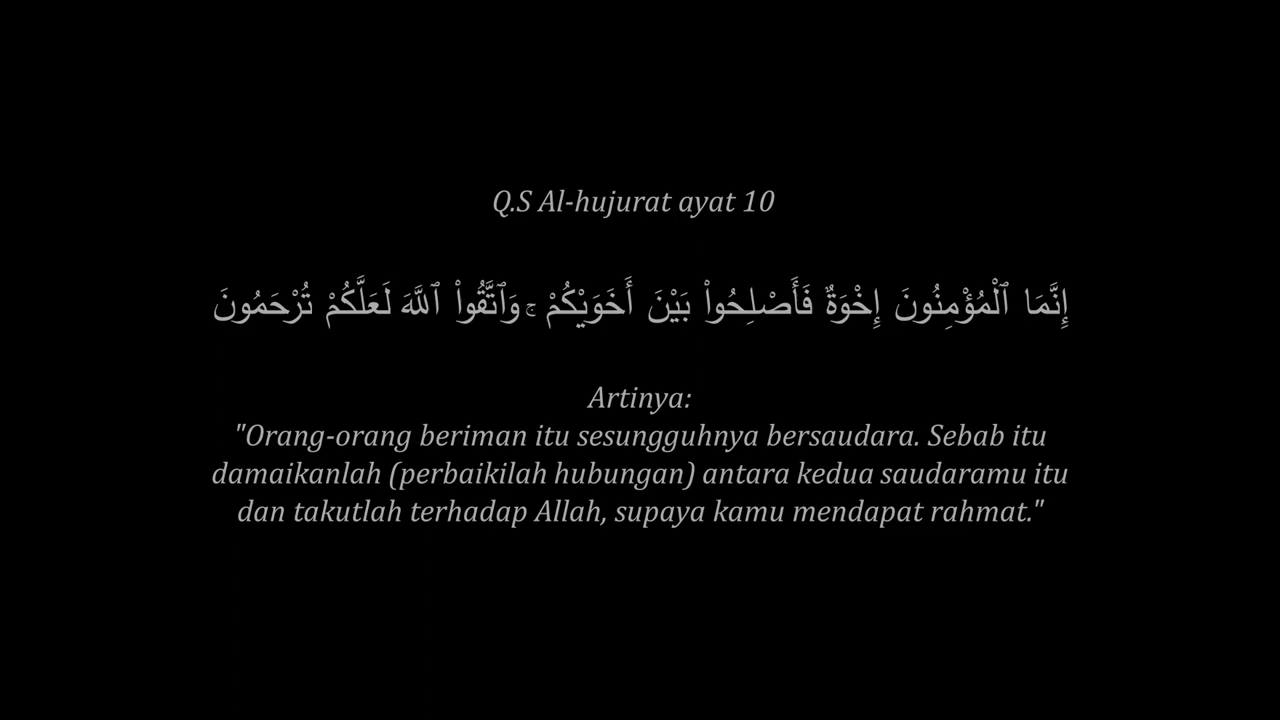 Q.S Al-hujurat ayat 10
إِنَّمَا ٱلْمُؤْمِنُونَ إِخْوَةٌ فَأَصْلِحُوا۟ بَيْنَ أَخَوَيْكُمْ ۚ وَٱتَّقُوا۟ ٱللَّهَ لَعَلَّكُمْ تُرْحَمُونَ
Artinya:
"Orang-orang beriman itu sesungguhnya bersaudara. Sebab itu
damaikanlah (perbaikilah hubungan) antara kedua saudaramu itu
dan takutlah terhadap Allah, supaya kamu mendapat rahmat."